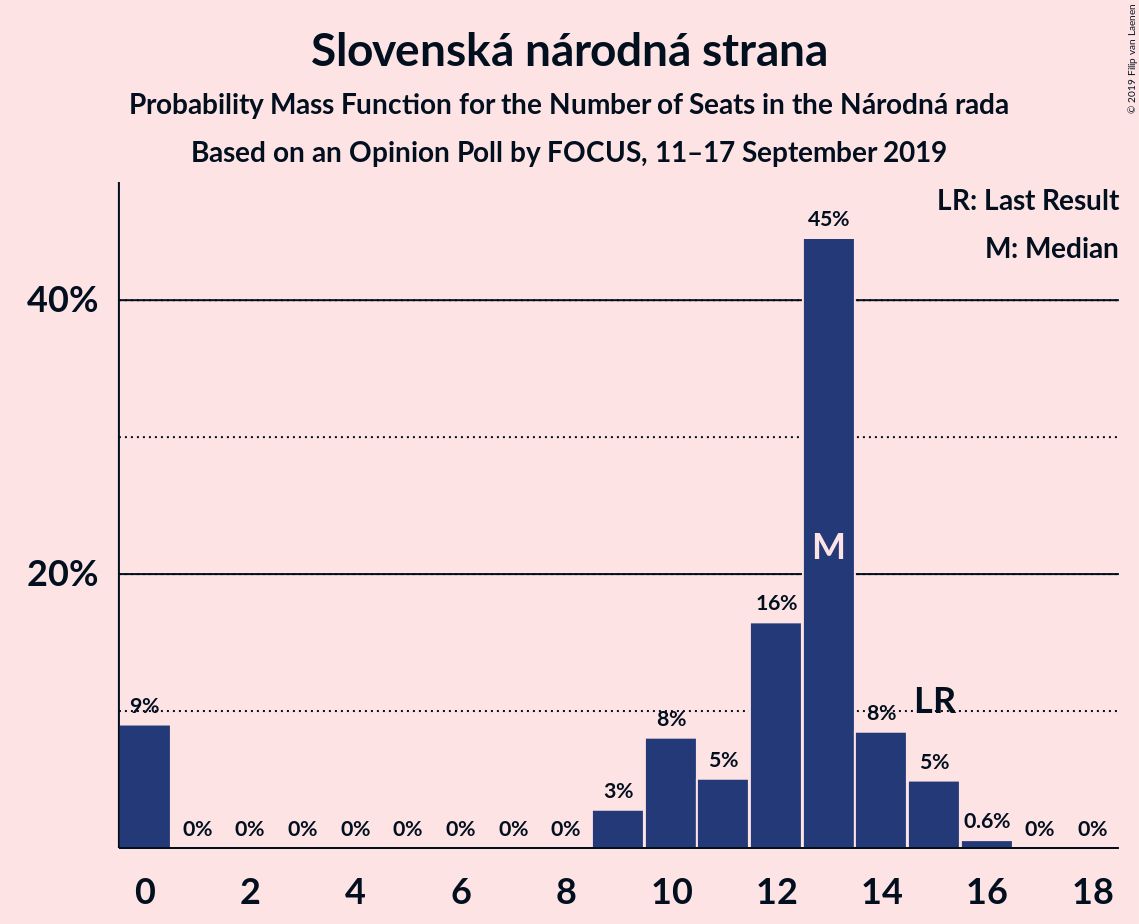 Slovenská národná strana
Probability Mass Function for the Number of Seats in the Národná rada
Based on an Opinion Poll by FOCUS, 11–17 September 2019
© 2019 Filip van Laenen
LR: Last Result
M: Median
40%
20%
9%
0%
0%
0%
0%
0%
0%
0%
0%
3%
8%
5%
16%
45%
M
8%
LR
5%
0.6%
0%
0%
0 2 4 6 8 10 12 14 16 18